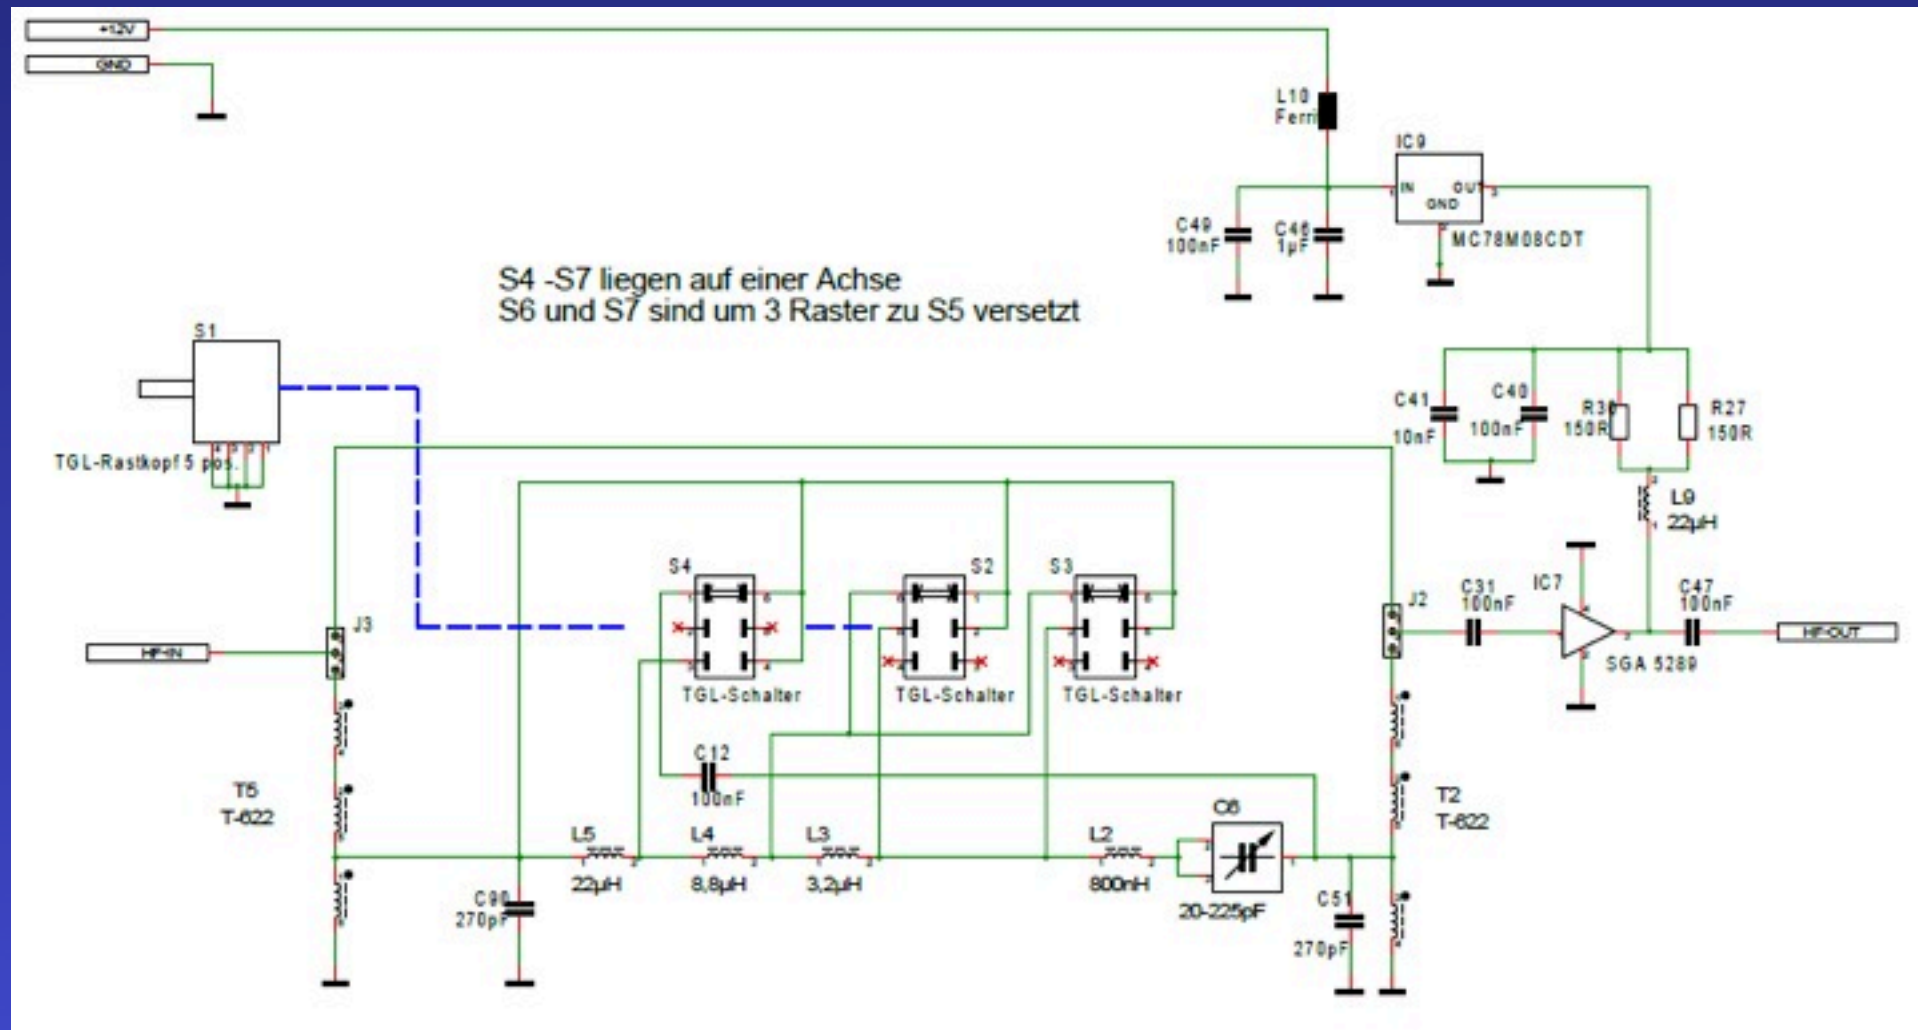 +12V
GND
L10
Ferri
IC9
IN
OUT
GND
MC78M08CDT
C49
100nF
C46
1µF
S4 -S7 liegen auf einer Achse
S6 und S7 sind um 3 Raster zu S5 versetzt
S1
TGL-Rastkopf 5 pos.
C41
10nF
C40
100nF
R30
150R
R27
150R
L9
22µH
S4
S2
S3
TGL-Schalter
TGL-Schalter
TGL-Schalter
J3
HF-IN
J2
C31
100nF
IC7
SGA 5289
C47
100nF
HF-OUT
C12
100nF
T5
T-622
T2
T-622
L5
22µH
L4
8,8µH
L3
3,2µH
L2
800nH
C6
20-225pF
C90
270pF
C51
270pF